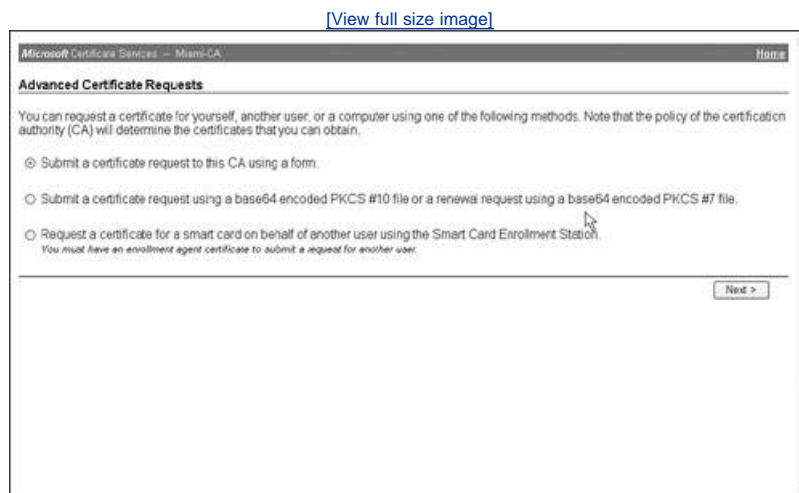 [View full size image]
Microsoft Certificate Services -- Miami-CA Home
Advanced Certificate Requests
You can request a certificate for yourself, another user, or a computer using one of the following methods. Note that the policy of the certification
authority (CA) will determine the certificates that you can obtain.
Submit a certificate request to this CA using a form.
Submit a certificate request using a base64 encoded PKCS #10 file or a renewal request using a base64 encoded PKCS #7 file.
Request a certificate for a smart card on behalf of another user using the Smart Card Enrollment Station.
You must have an enrollment agent certificate to submit a request for another user.
Next >